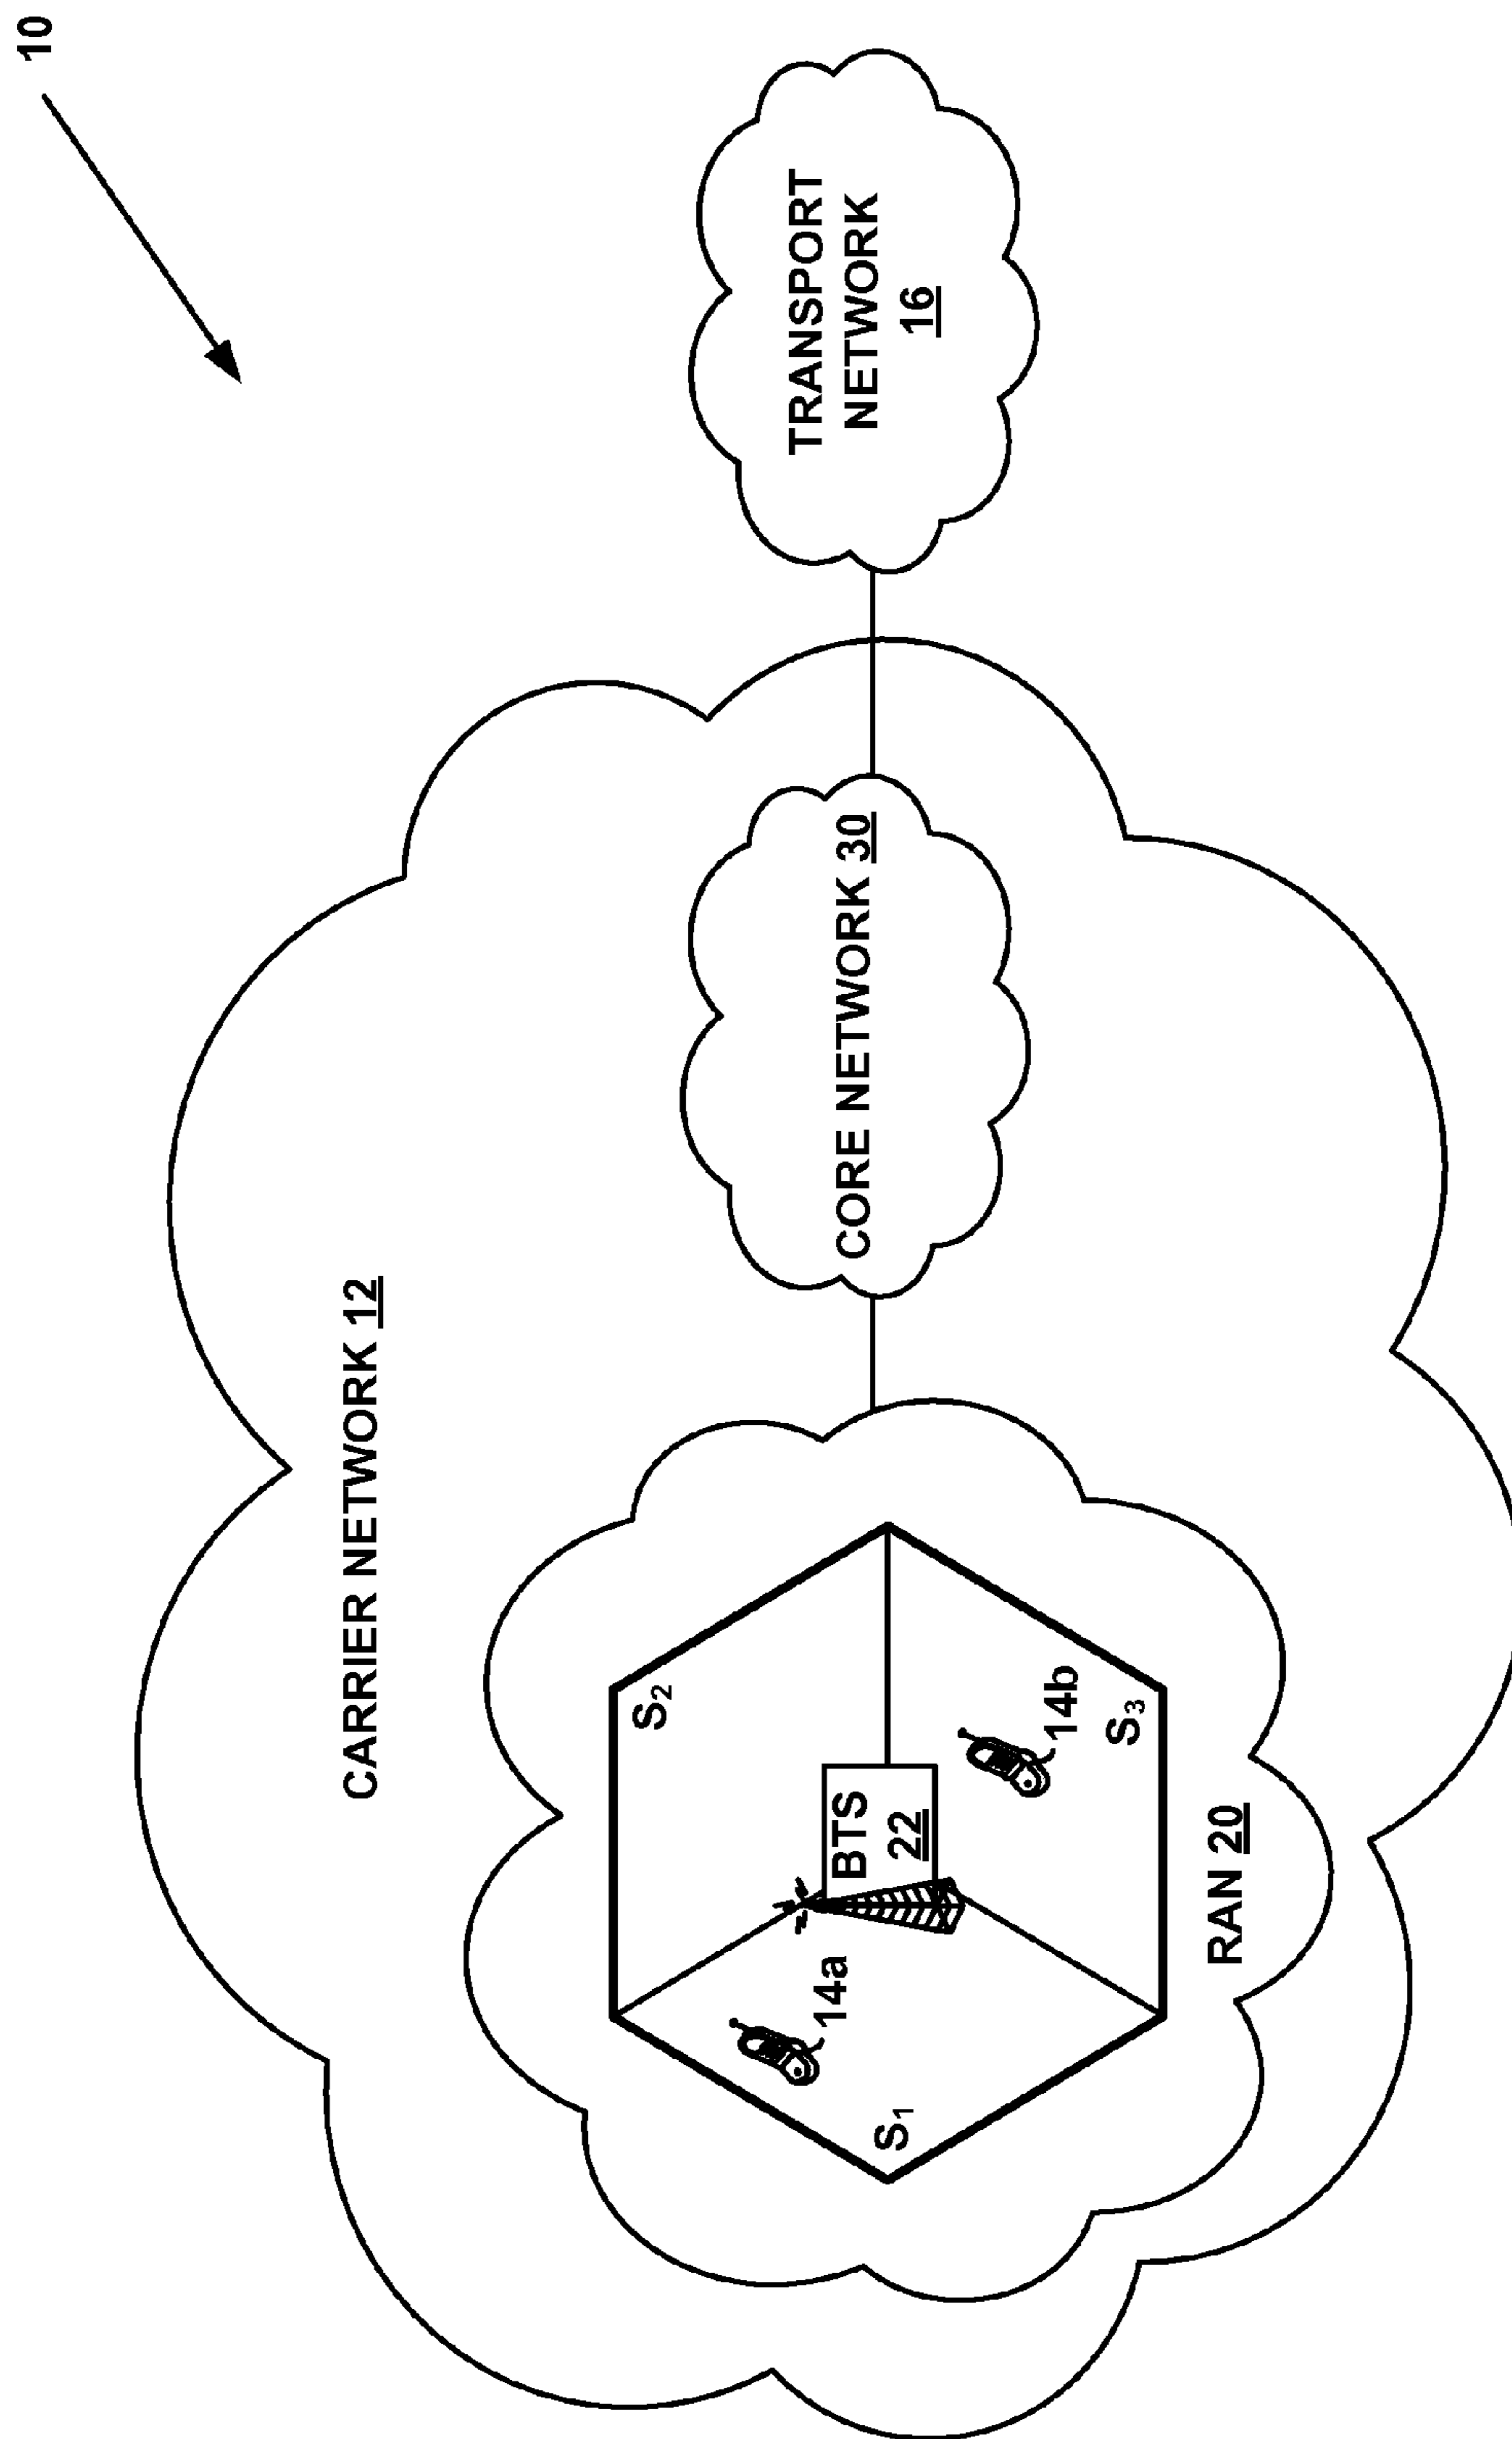 10
CARRIER NETWORK 12
S2
14a
BTS
22
CORE NETWORK 30
TRANSPORT
NETWORK
16
S1
14b
S3
RAN 20